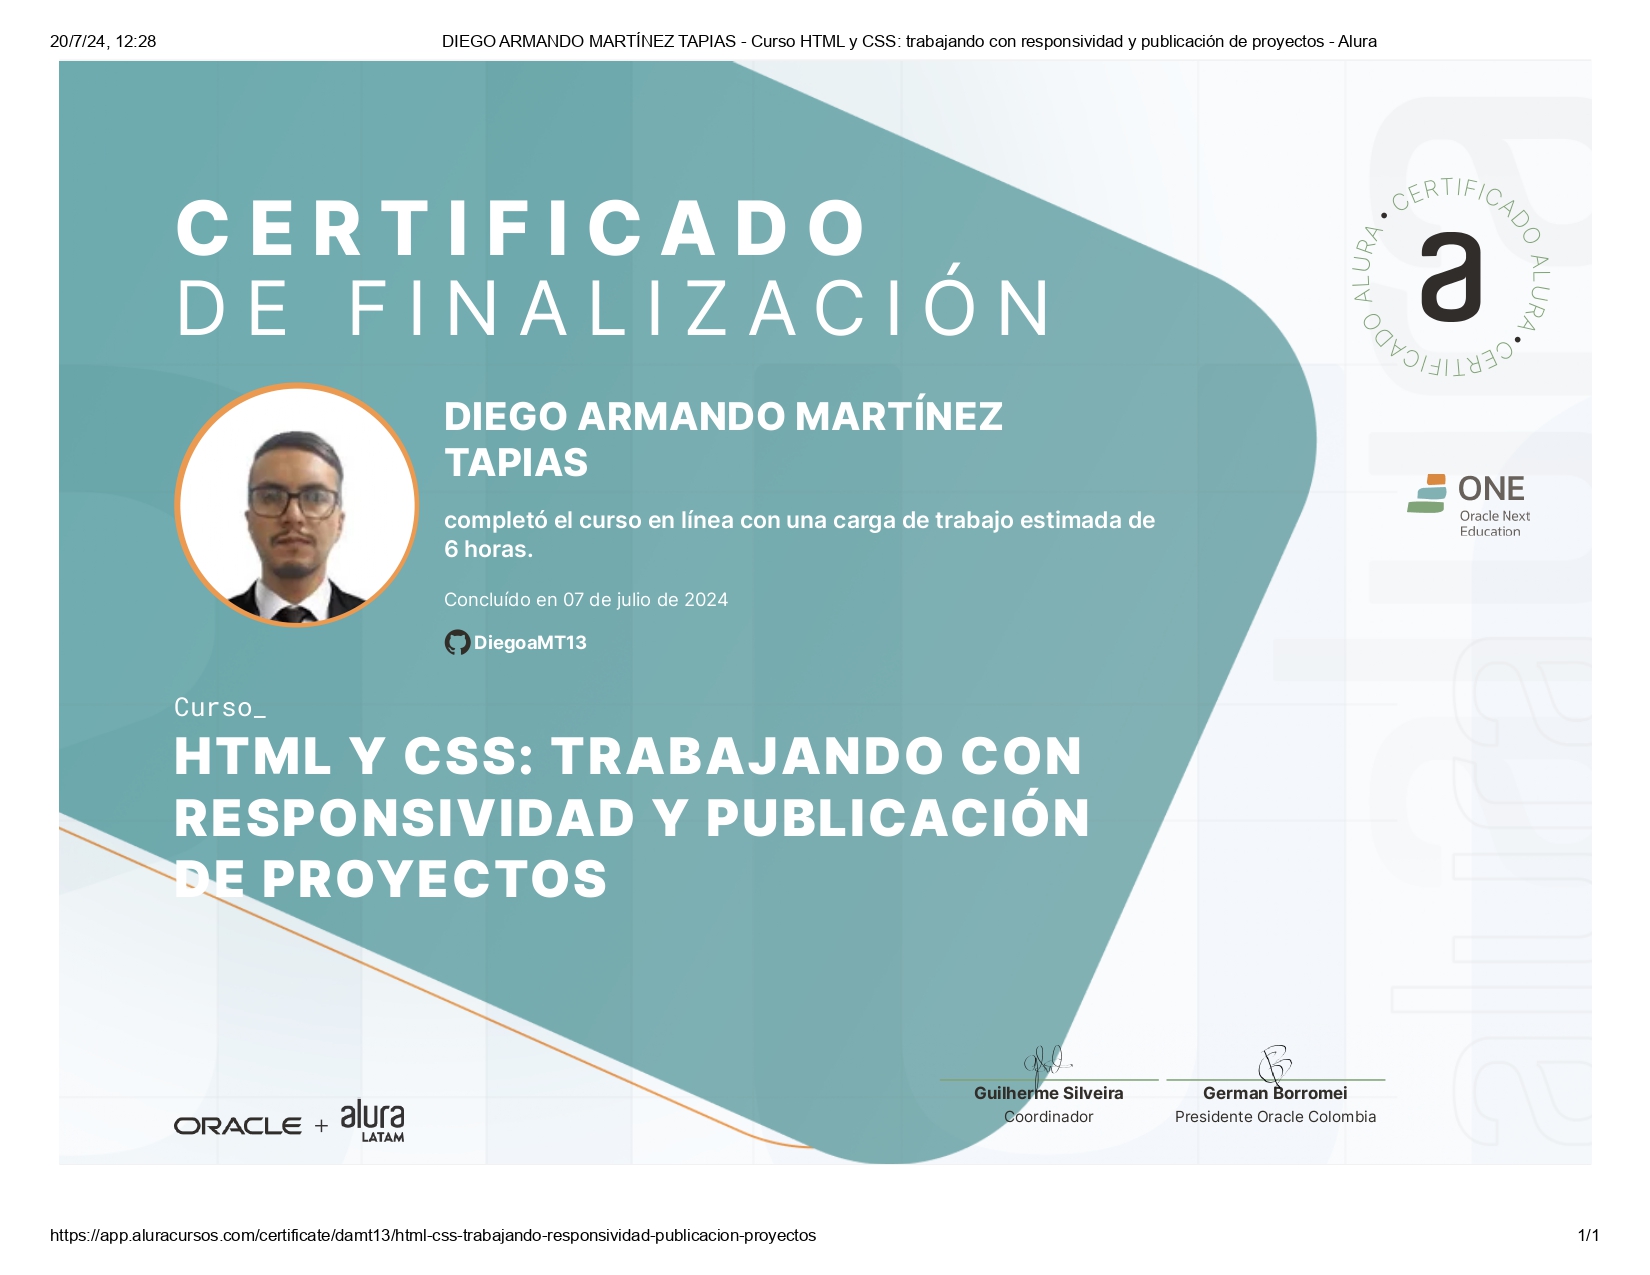 20/7/24, 12:28
DIEGO ARMANDO MARTÍNEZ TAPIAS - Curso HTML y CSS: trabajando con responsividad y publicación de proyectos - Alura
CERTIFICADO
DE FINALIZACIÓN
CERTIFICADO ALURA • CERTIFICADO ALURA •
a
DIEGO ARMANDO MARTÍNEZ
TAPIAS
completó el curso en línea con una carga de trabajo estimada de
6 horas.
Concluído en 07 de julio de 2024
DiegoaMT13
ONE
Oracle Next
Education
Curso_
HTML Y CSS: TRABAJANDO CON
RESPONSIVIDAD Y PUBLICACIÓN
DE PROYECTOS
alura
Guilherme Silveira
Coordinador
German Borromei
Presidente Oracle Colombia
ORACLE + alura
LATAM
https://app.aluracursos.com/certificate/damt13/html-css-trabajando-responsividad-publicacion-proyectos
1/1